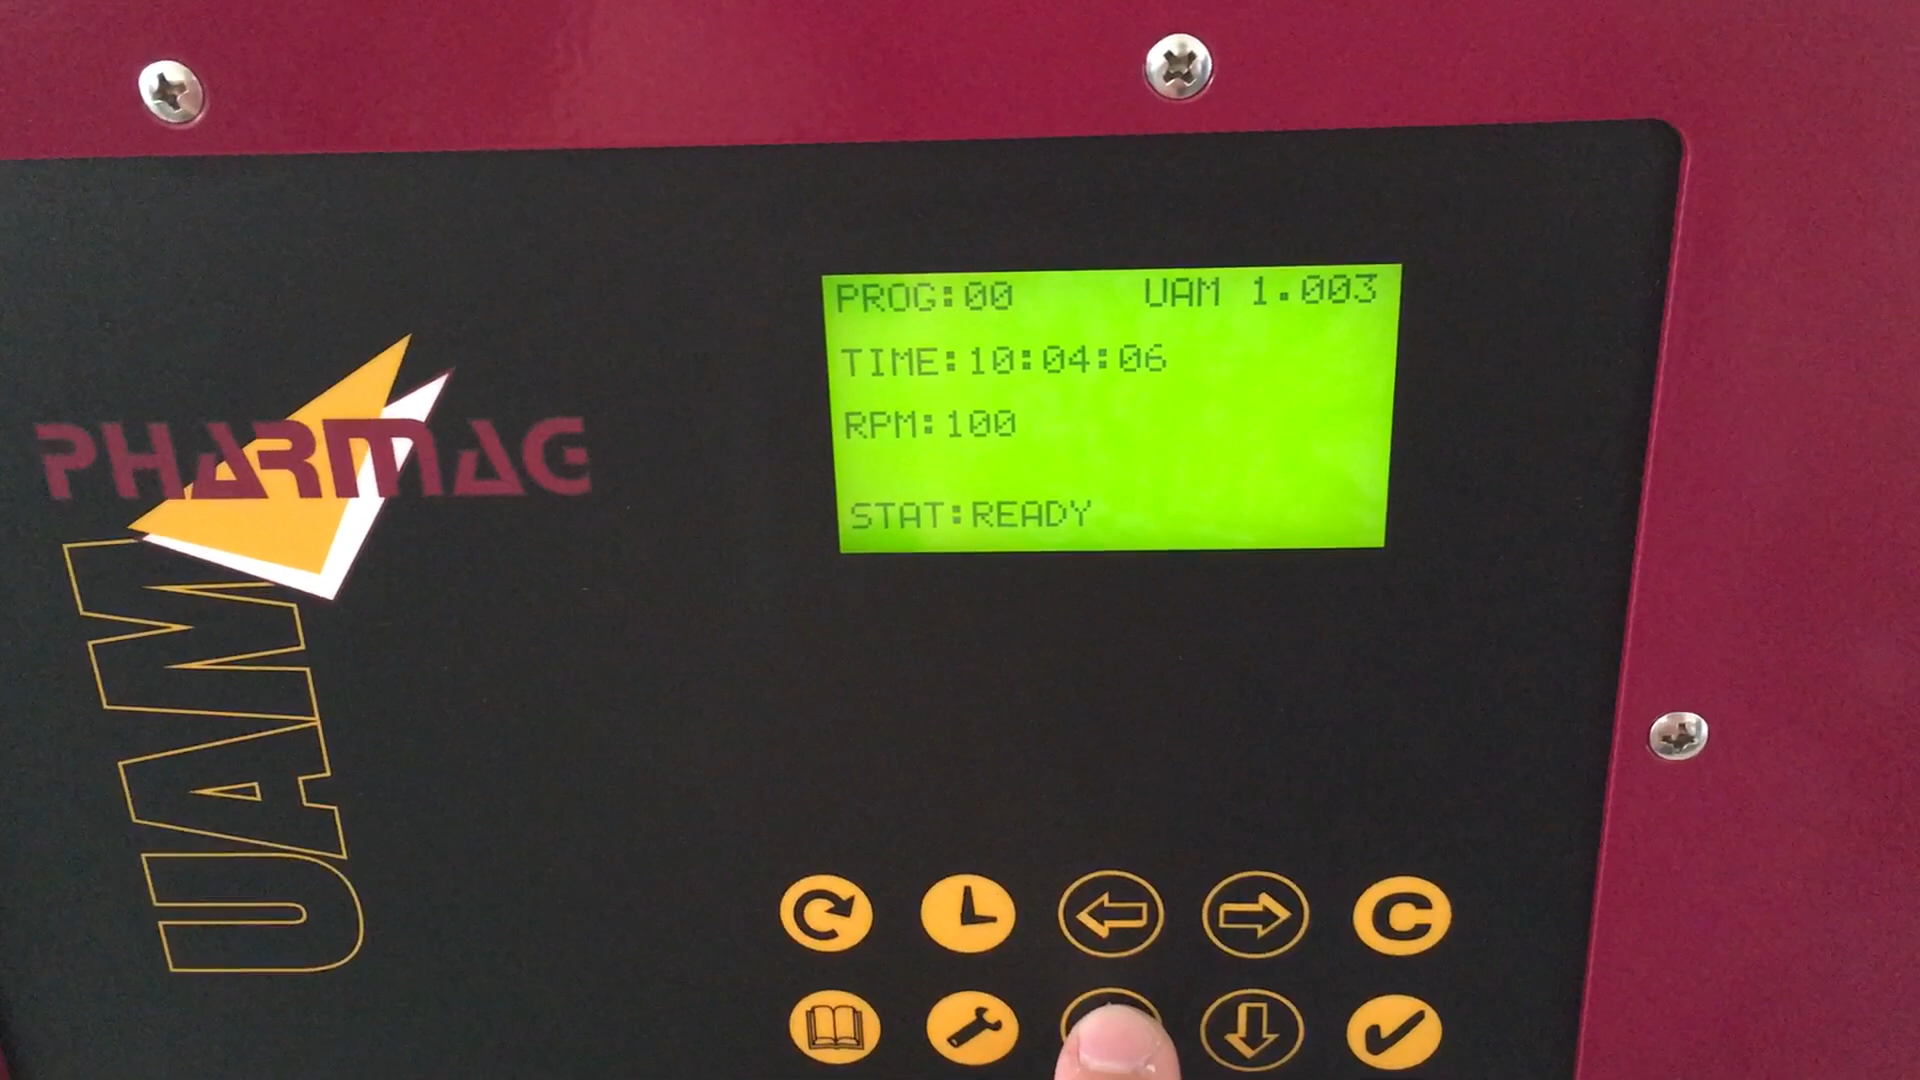 PROG:00 UAM 1.003
TIME:10:04:06
RPM:100
STAT:READY
PHARMAG
UAM
C